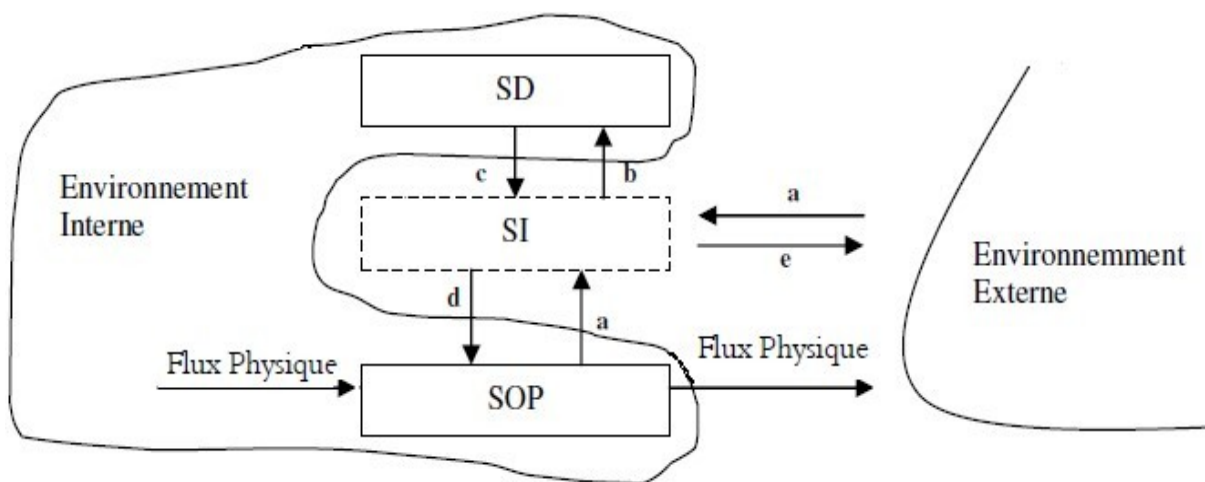 SD
c
b
Environnement
Interne
SI
a
e
Environnemment
Externe
d
a
Flux Physique
Flux Physique
SOP